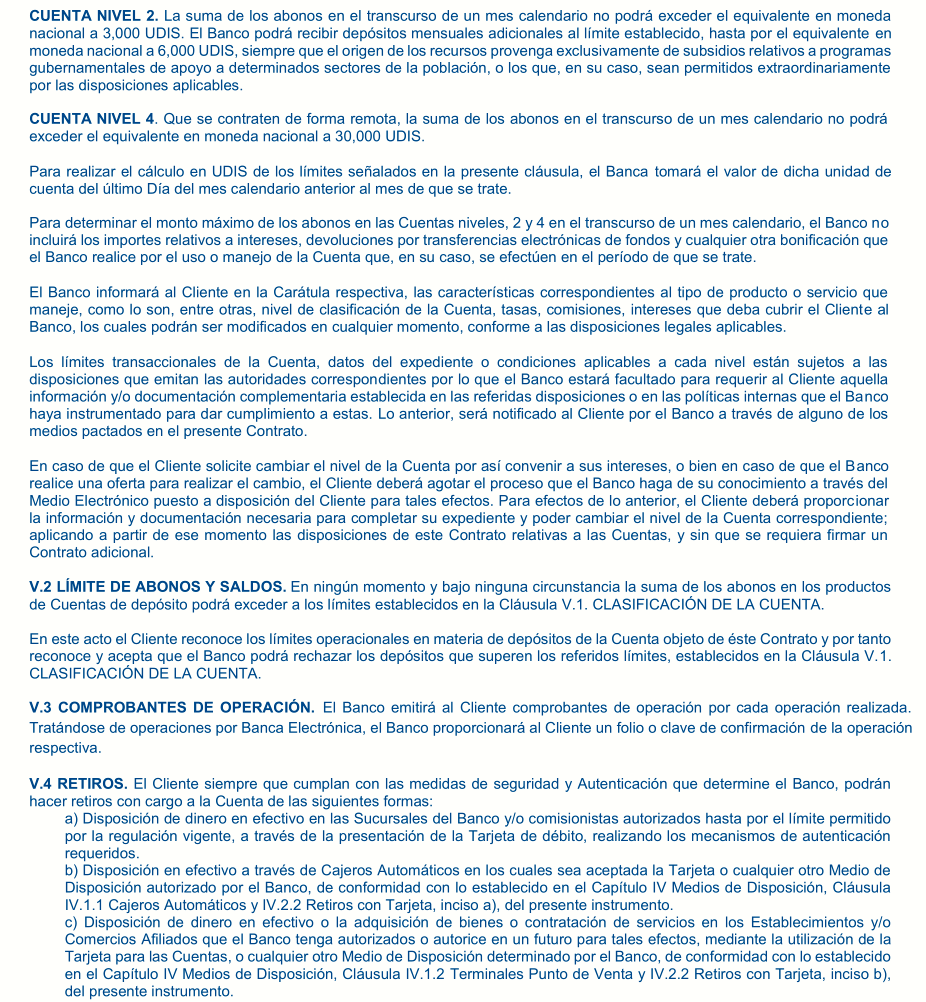 CUENTA NIVEL 2. La suma de los abonos en el transcurso de un mes calendario no podrá exceder el equivalente en moneda
nacional a 3,000 UDIS. El Banco podrá recibir depósitos mensuales adicionales al límite establecido, hasta por el equivalente en
moneda nacional a 6,000 UDIS, siempre que el origen de los recursos provenga exclusivamente de subsidios relativos a programas
gubernamentales de apoyo a determinados sectores de la población, o los que, en su caso, sean permitidos extraordinariamente
por las disposiciones aplicables.
CUENTA NIVEL 4. Que se contraten de forma remota, la suma de los abonos en el transcurso de un mes calendario no podrá
exceder el equivalente en moneda nacional a 30,000 UDIS.
Para realizar el cálculo en UDIS de los límites señalados en la presente cláusula, el Banca tomará el valor de dicha unidad de
cuenta del último Día del mes calendario anterior al mes de que se trate.
Para determinar el monto máximo de los abonos en las Cuentas niveles, 2 y 4 en el transcurso de un mes calendario, el Banco no
incluirá los importes relativos a intereses, devoluciones por transferencias electrónicas de fondos y cualquier otra bonificación que
el Banco realice por el uso o manejo de la Cuenta que, en su caso, se efectúen en el período de que se trate.
El Banco informará al Cliente en la Carátula respectiva, las características correspondientes al tipo de producto o servicio que
maneje, como lo son, entre otras, nivel de clasificación de la Cuenta, tasas, comisiones, intereses que deba cubrir el Cliente al
Banco, los cuales podrán ser modificados en cualquier momento, conforme a las disposiciones legales aplicables.
Los límites transaccionales de la Cuenta, datos del expediente o condiciones aplicables a cada nivel están sujetos a las
disposiciones que emitan las autoridades correspondientes por lo que el Banco estará facultado para requerir al Cliente aquella
información y/o documentación complementaria establecida en las referidas disposiciones o en las políticas internas que el Banco
haya instrumentado para dar cumplimiento a estas. Lo anterior, será notificado al Cliente por el Banco a través de alguno de los
medios pactados en el presente Contrato.
En caso de que el Cliente solicite cambiar el nivel de la Cuenta por así convenir a sus intereses, o bien en caso de que el Banco
realice una oferta para realizar el cambio, el Cliente deberá agotar el proceso que el Banco haga de su conocimiento a través del
Medio Electrónico puesto a disposición del Cliente para tales efectos. Para efectos de lo anterior, el Cliente deberá proporcionar
la información y documentación necesaria para completar su expediente y poder cambiar el nivel de la Cuenta correspondiente;
aplicando a partir de ese momento las disposiciones de este Contrato relativas a las Cuentas, y sin que se requiera firmar un
Contrato adicional.
V.2 LÍMITE DE ABONOS Y SALDOS. En ningún momento y bajo ninguna circunstancia la suma de los abonos en los productos
de Cuentas de depósito podrá exceder a los límites establecidos en la Cláusula V.1. CLASIFICACIÓN DE LA CUENTA.
En este acto el Cliente reconoce los límites operacionales en materia de depósitos de la Cuenta objeto de éste Contrato y por tanto
reconoce y acepta que el Banco podrá rechazar los depósitos que superen los referidos límites, establecidos en la Cláusula V.1.
CLASIFICACIÓN DE LA CUENTA.
V.3 COMPROBANTES DE OPERACIÓN. El Banco emitirá al Cliente comprobantes de operación por cada operación realizada.
Tratándose de operaciones por Banca Electrónica, el Banco proporcionará al Cliente un folio o clave de confirmación de la operación
respectiva.
V.4 RETIROS. El Cliente siempre que cumplan con las medidas de seguridad y Autenticación que determine el Banco, podrán
hacer retiros con cargo a la Cuenta de las siguientes formas:
a) Disposición de dinero en efectivo en las Sucursales del Banco y/o comisionistas autorizados hasta por el límite permitido
por la regulación vigente, a través de la presentación de la Tarjeta de débito, realizando los mecanismos de autenticación
requeridos.
b) Disposición en efectivo a través de Cajeros Automáticos en los cuales sea aceptada la Tarjeta o cualquier otro Medio de
Disposición autorizado por el Banco, de conformidad con lo establecido en el Capítulo IV Medios de Disposición, Cláusula
IV.1.1 Cajeros Automáticos y IV.2.2 Retiros con Tarjeta, inciso a), del presente instrumento.
c) Disposición de dinero en efectivo o la adquisición de bienes o contratación de servicios en los Establecimientos y/o
Comercios Afiliados que el Banco tenga autorizados o autorice en un futuro para tales efectos, mediante la utilización de la
Tarjeta para las Cuentas, o cualquier otro Medio de Disposición determinado por el Banco, de conformidad con lo establecido
en el Capítulo IV Medios de Disposición, Cláusula IV.1.2 Terminales Punto de Venta y IV.2.2 Retiros con Tarjeta, inciso b),
del presente instrumento.